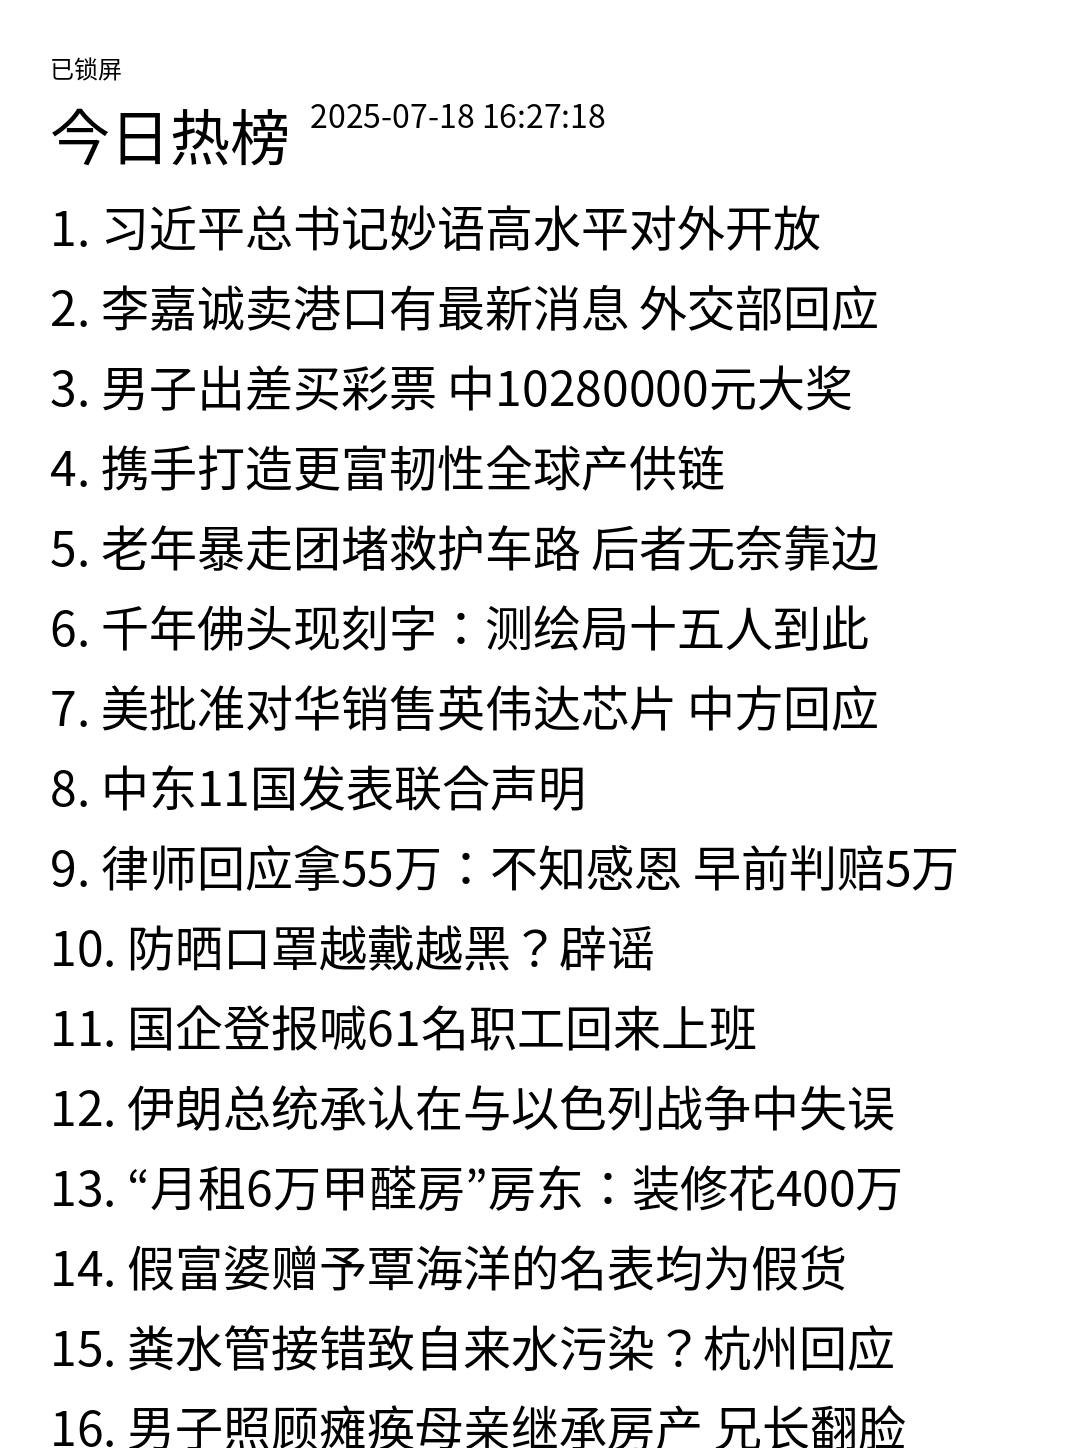 已锁屏
今日热榜 2025-07-18 16:27:18
1. 习近平总书记妙语高水平对外开放
2. 李嘉诚卖港口有最新消息 外交部回应
3. 男子出差买彩票 中10280000元大奖
4. 携手打造更富韧性全球产供链
5. 老年暴走团堵救护车路 后者无奈靠边
6. 千年佛头现刻字：测绘局十五人到此
7. 美批准对华销售英伟达芯片 中方回应
8. 中东11国发表联合声明
9. 律师回应拿55万：不知感恩 早前判赔5万
10. 防晒口罩越戴越黑？辟谣
11. 国企登报喊61名职工回来上班
12. 伊朗总统承认在与以色列战争中失误
13. “月租6万甲醛房”房东：装修花400万
14. 假富婆赠予覃海洋的名表均为假货
15. 粪水管接错致自来水污染？杭州回应
16. 男子照顾瘫痪母亲继承房产 兄长翻脸